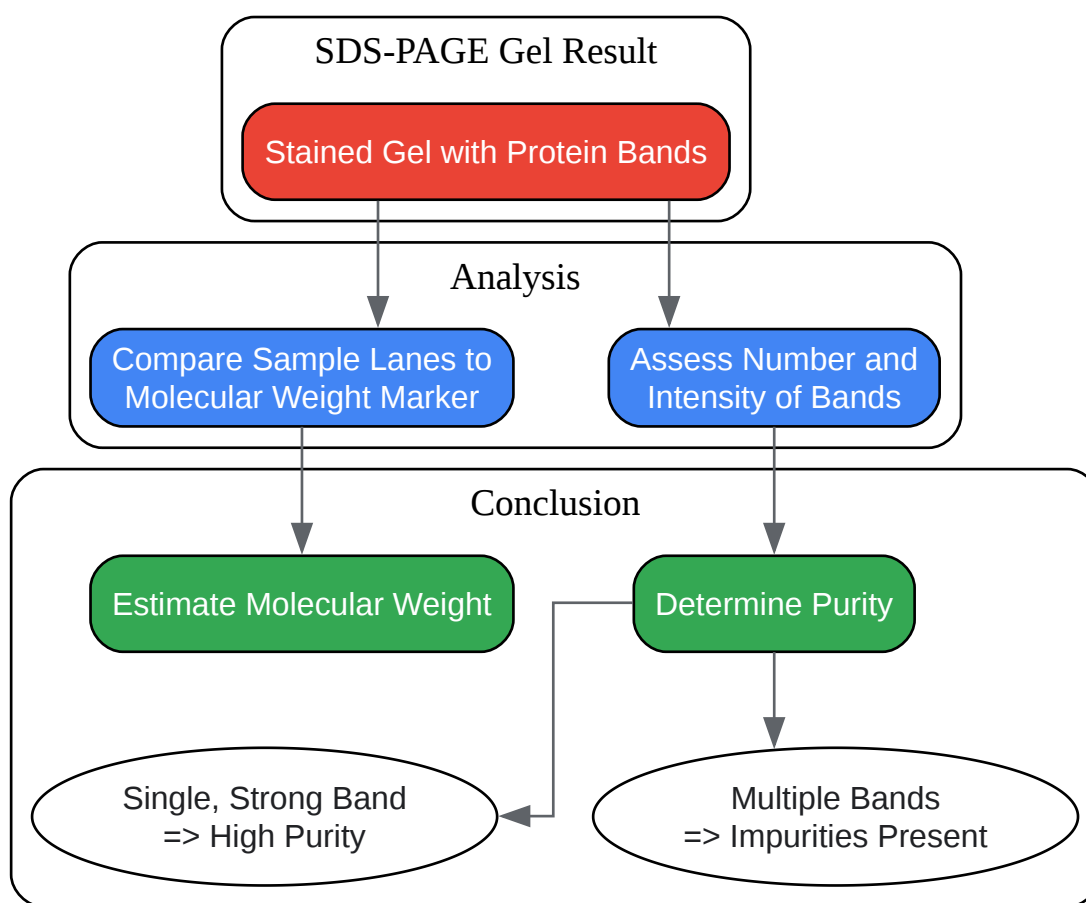 SDS-PAGE Gel Result
Stained Gel with Protein Bands
Analysis
Compare Sample Lanes to
Molecular Weight Marker
Assess Number and
Intensity of Bands
Conclusion
Estimate Molecular Weight
Determine Purity
Single, Strong Band
=> High Purity
Multiple Bands
=> Impurities Present